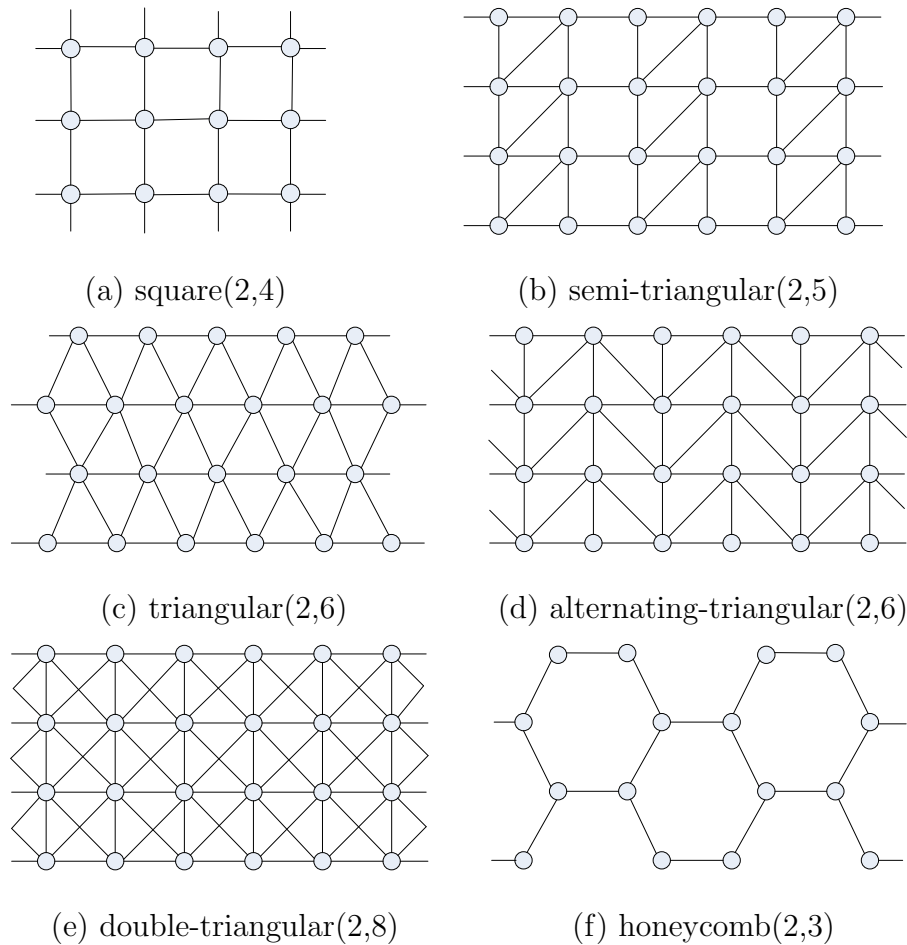 (a) square(2,4)
(b) semi-triangular(2,5)
(c) triangular(2,6)
(d) alternating-triangular(2,6)
(e) double-triangular(2,8)
(f) honeycomb(2,3)